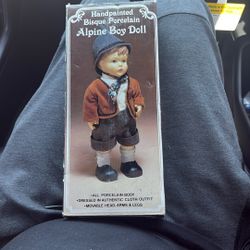 Handpainted
Bisque Porcelain
Alpine Boy Doll
•ALL PORCELAIN BODY
•DRESSED IN AUTHENTIC CLOTH OUTFIT
•MOVABLE HEAD, ARMS & LEGS